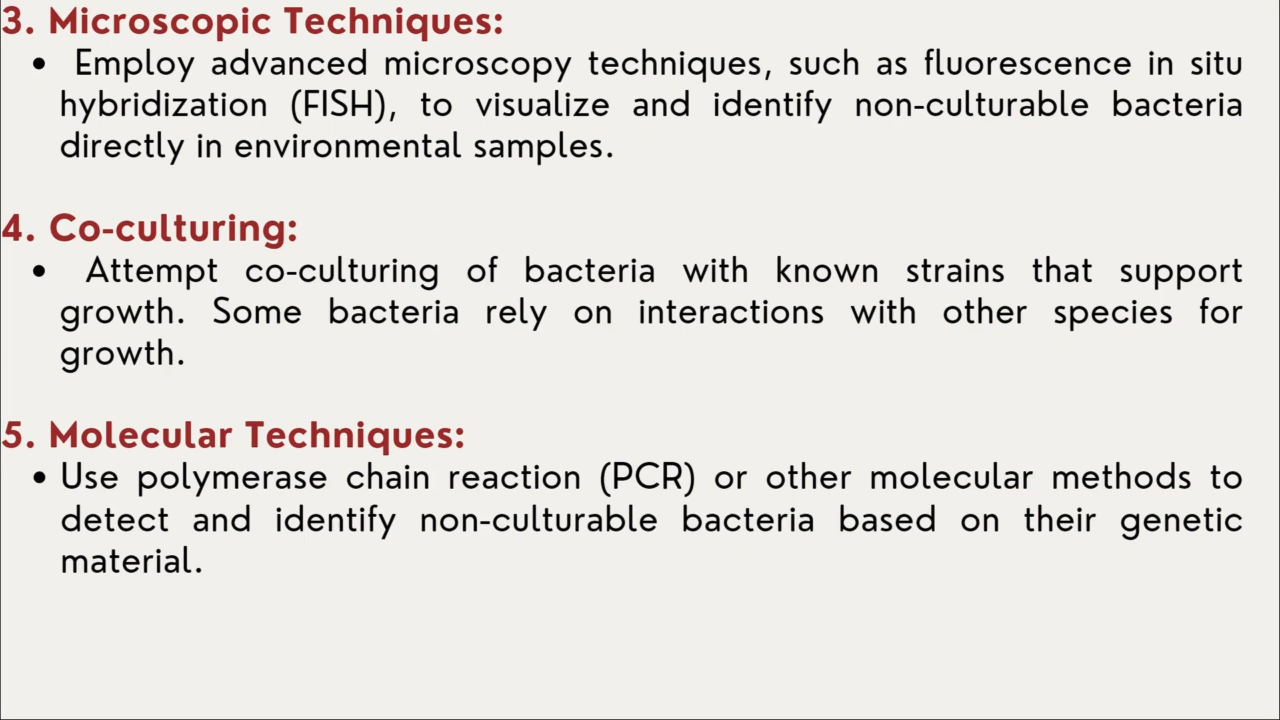 3. Microscopic Techniques:
• Employ advanced microscopy techniques, such as fluorescence in situ
hybridization (FISH), to visualize and identify non-culturable bacteria
directly in environmental samples.
4. Co-culturing:
• Attempt co-culturing of bacteria with known strains that support
growth. Some bacteria rely on interactions with other species for
growth.
5. Molecular Techniques:
• Use polymerase chain reaction (PCR) or other molecular methods to
detect and identify non-culturable bacteria based on their genetic
material.